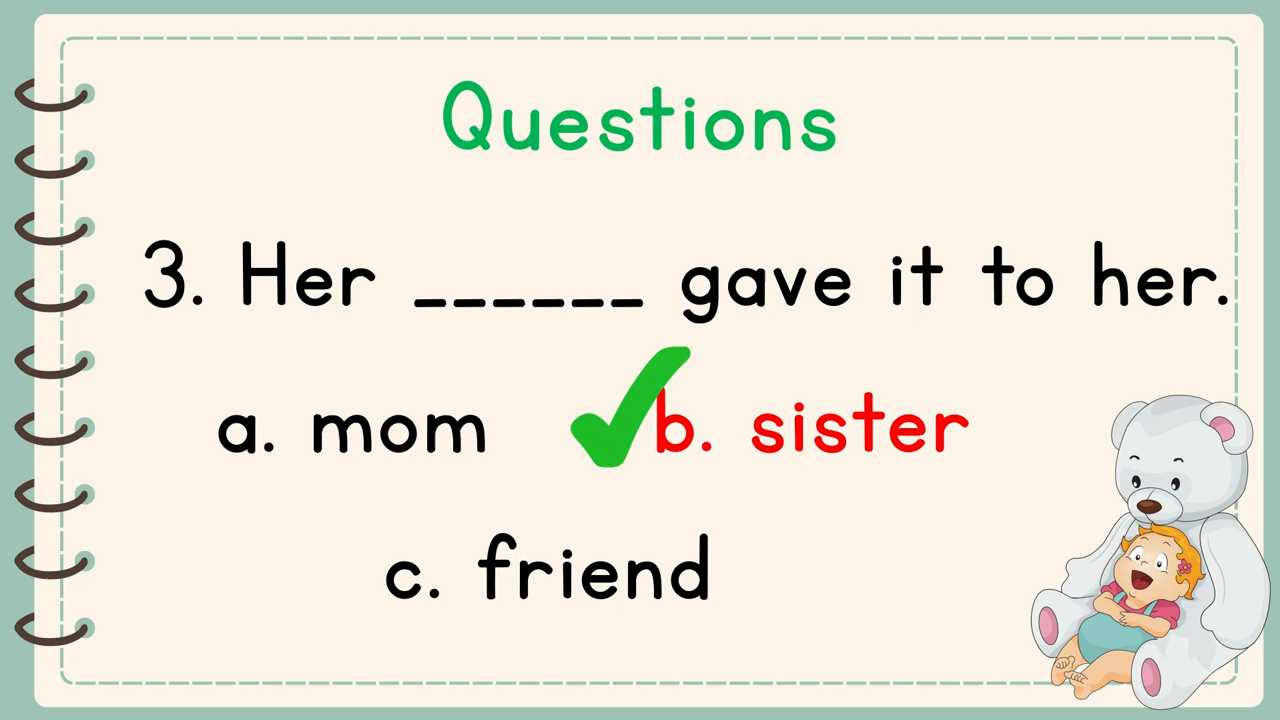 Questions
3. Her ______ gave it to her.
a. mom b. sister
c. friend